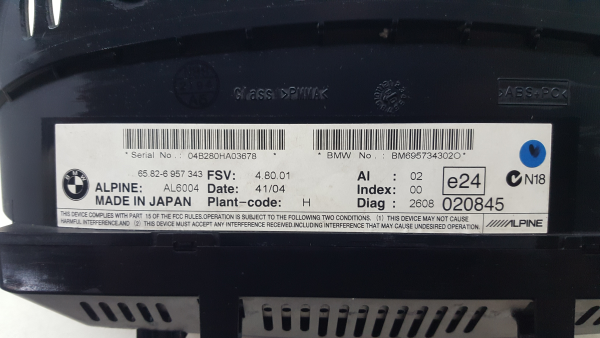 Glass >PMMA<
>ABS+PC<
* Serial No. : 04B280HA03678 *
* BMW No. : BM695734302O *
65.82-6 957 343 FSV: 4.80.01 AI : 02 e24 N18
ALPINE: AL6004 Date: 41/04 Index: 00
MADE IN JAPAN Plant-code: H Diag : 2608 020845
THIS DEVICE COMPLIES WITH PART 15 OF THE FCC RULES.OPERATION IS SUBJECT TO THE FOLLOWING TWO CONDITIONS. (1) THIS DEVICE MAY NOT CAUSE
HARMFUL INTERFERENCE,AND (2) THIS DEVICE MUST ACCEPT ANY INTERFERENCE RECEIVED.INCLUDING INTERFERENCE THAT MAY CAUSE UNDESIRED OPERATION.
ALPINE